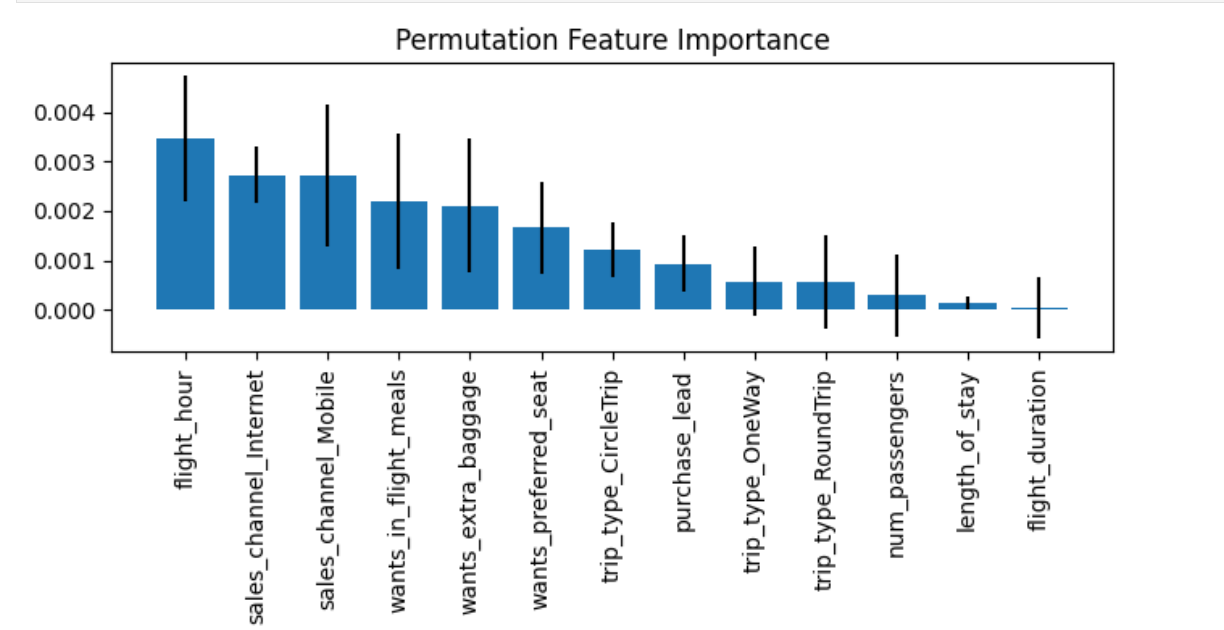 Permutation Feature Importance
0.004
0.003
0.002
0.001
0.000
flight_hour
sales_channel_Internet
sales_channel_Mobile
wants_in_flight_meals
wants_extra_baggage
wants_preferred_seat
trip_type_CircleTrip
purchase_lead
trip_type_OneWay
trip_type_RoundTrip
num_passengers
length_of_stay
flight_duration